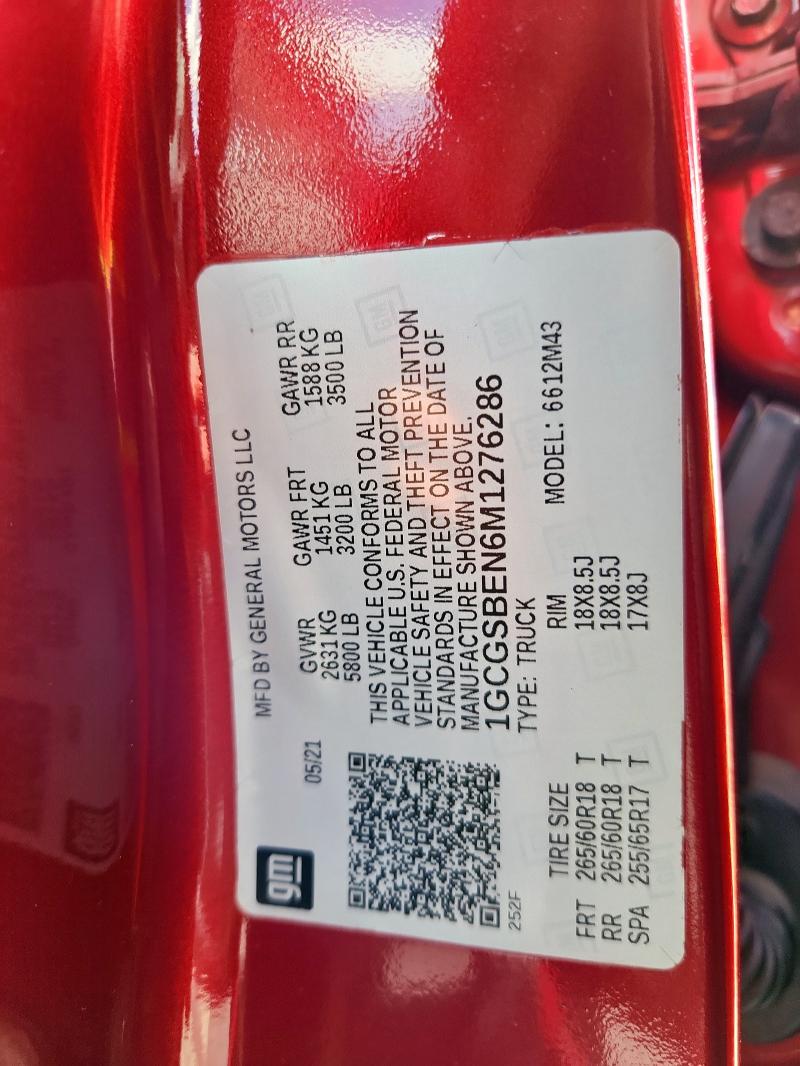 gm
MFD BY GENERAL MOTORS LLC
05/21
GVWR GAWR FRT GAWR RR
2631 KG 1451 KG 1588 KG
5800 LB 3200 LB 3500 LB
THIS VEHICLE CONFORMS TO ALL
APPLICABLE U.S. FEDERAL MOTOR
VEHICLE SAFETY AND THEFT PREVENTION
STANDARDS IN EFFECT ON THE DATE OF
MANUFACTURE SHOWN ABOVE.
1GCGSBEN6M1276286
252F
TYPE: TRUCK
MODEL: 6612M43
TIRE SIZE RIM
FRT 265/60R18 T 18X8.5J
RR 265/60R18 T 18X8.5J
SPA 255/65R17 T 17X8J